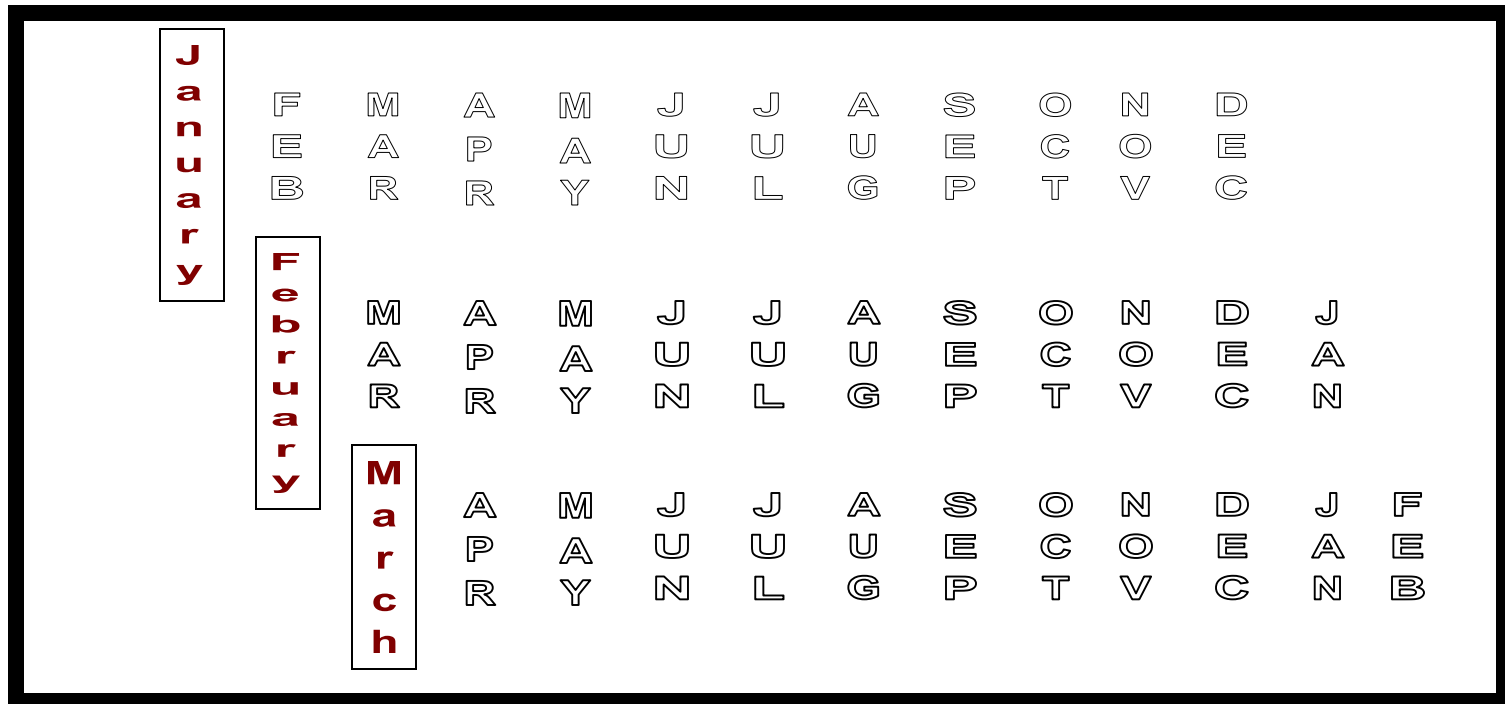 January FEB MAR APR MAY JUN JUL AUG SEP OCT NOV DEC
February MAR APR MAY JUN JUL AUG SEP OCT NOV DEC JAN
March APR MAY JUN JUL AUG SEP OCT NOV DEC JAN FEB